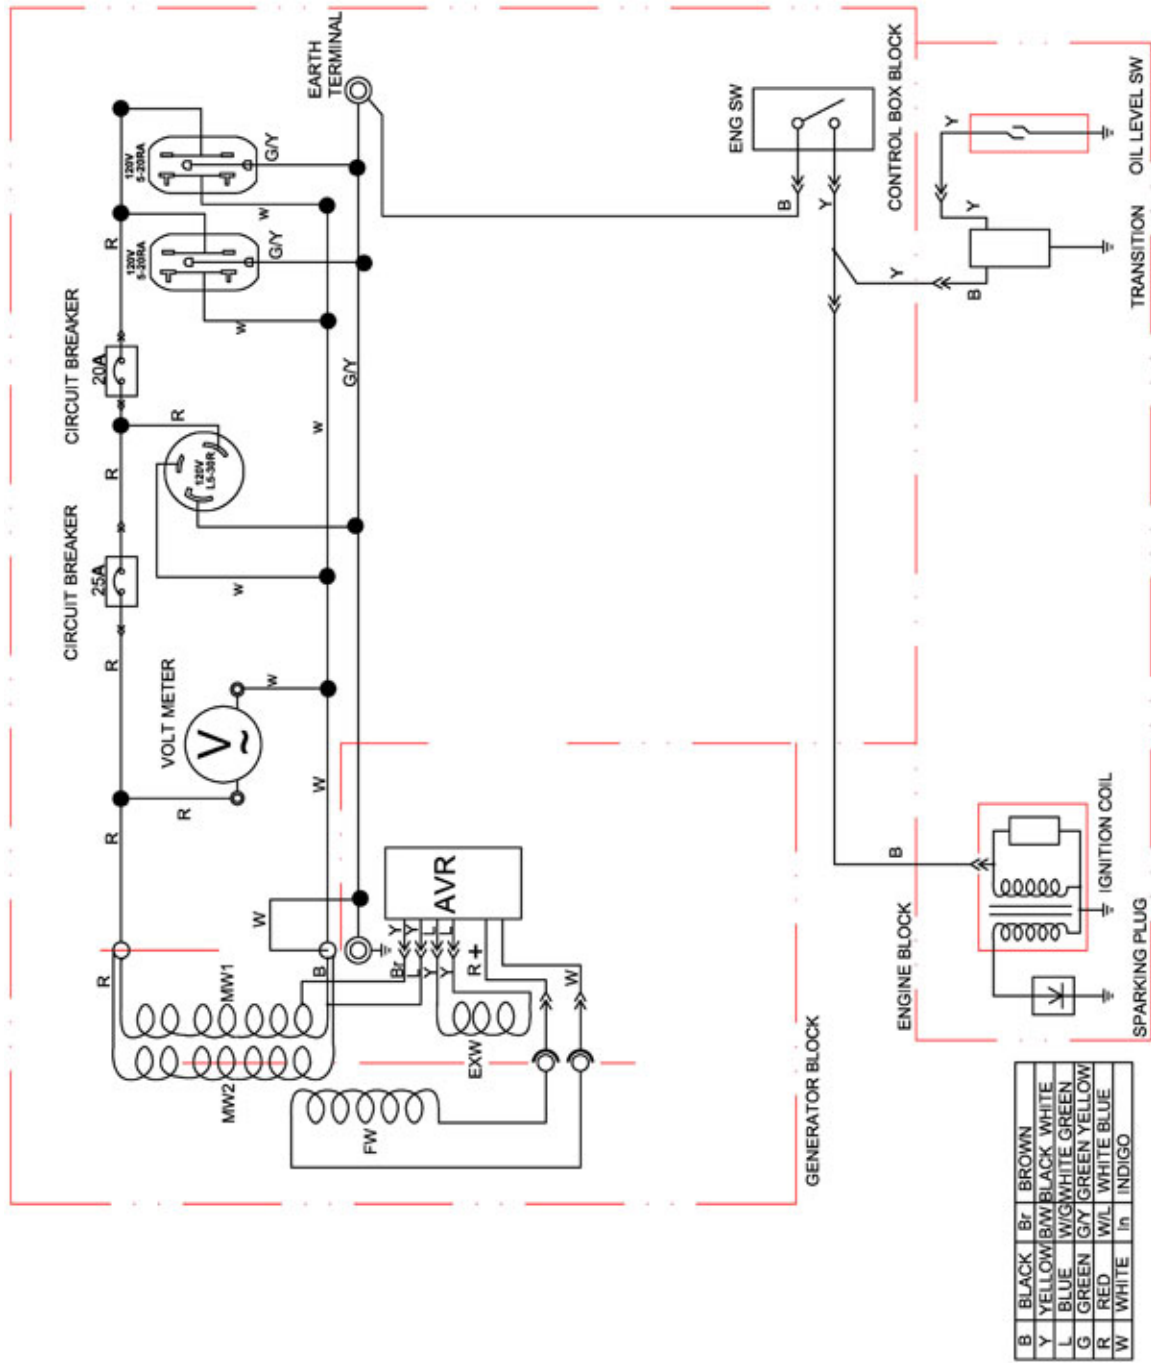 CIRCUIT BREAKER
25A
CIRCUIT BREAKER
20A
R
R
R
R
R
R
VOLT METER
R
V
~
W
W
120V
L5-30R
R
120V
5-20RA
W
G/Y
120V
5-20RA
W
G/Y
MW2
MW1
B
W
W
W
G/Y
EARTH
TERMINAL
FW
EXW
Br
L
Y
Y
Y
Y
L
L
AVR
R
+
W
GENERATOR BLOCK
ENG SW
B
Y
CONTROL BOX BLOCK
B
Y
B
Y
Y
ENGINE BLOCK
IGNITION COIL
SPARKING PLUG
TRANSITION
OIL LEVEL SW
B BLACK Br BROWN
Y YELLOW B/W BLACK WHITE
L BLUE W/G WHITE GREEN
G GREEN G/Y GREEN YELLOW
R RED W/L WHITE BLUE
W WHITE In INDIGO